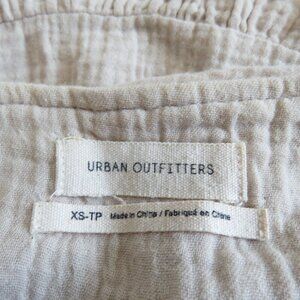 URBAN OUTFITTERS
XS-TP Made in China / Fabriqué en Chine